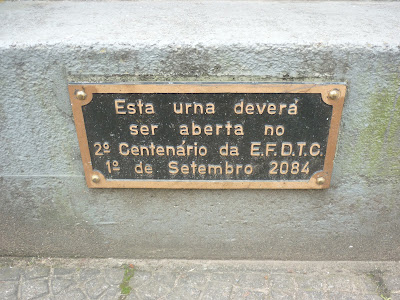 Esta urna deverá
ser aberta no
2º Centenário da E.F.D.T.C.
1º de Setembro 2084